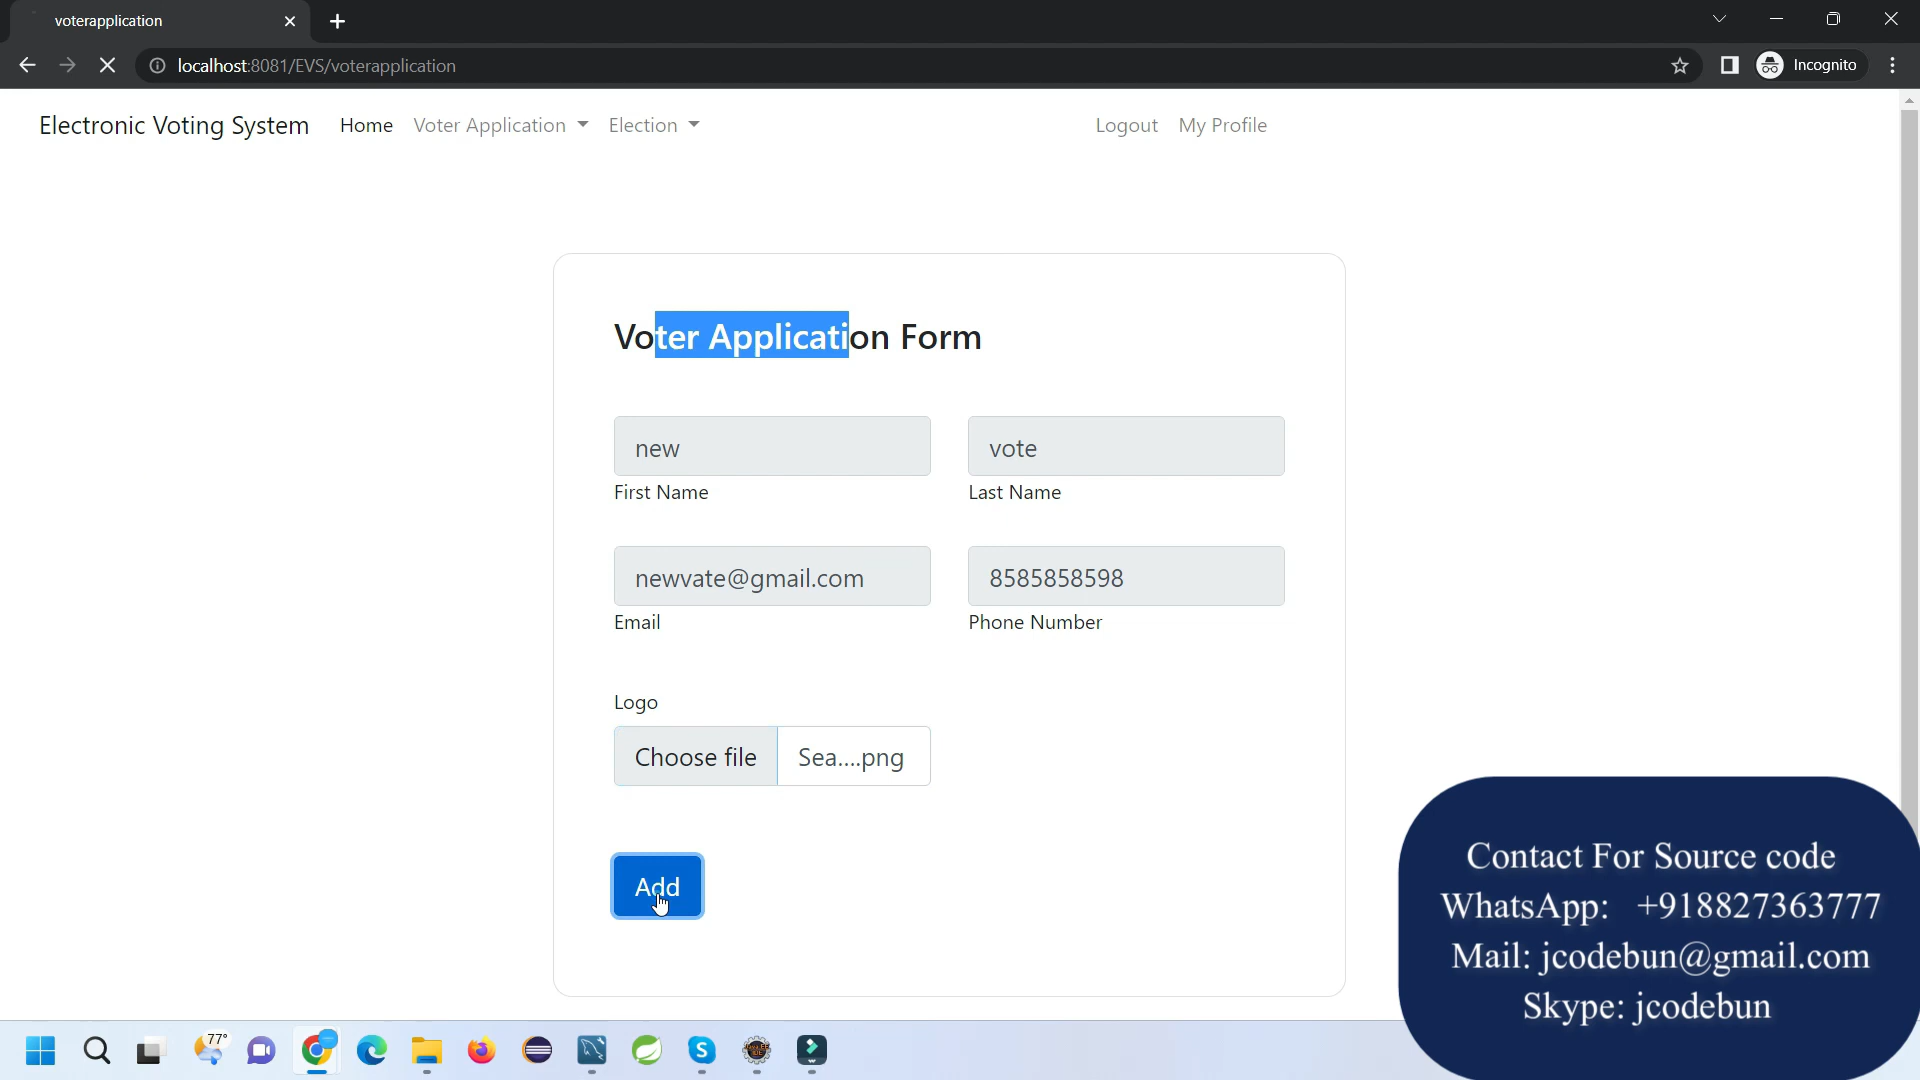 voterapplication
localhost:8081/EVS/voterapplication
Incognito
Electronic Voting System Home Voter Application Election Logout My Profile
Voter Application Form
new vote
First Name Last Name
newvate@gmail.com 8585858598
Email Phone Number
Logo
Choose file Sea....png
Add
Contact For Source code
WhatsApp: +918827363777
Mail: jcodebun@gmail.com
Skype: jcodebun
77°